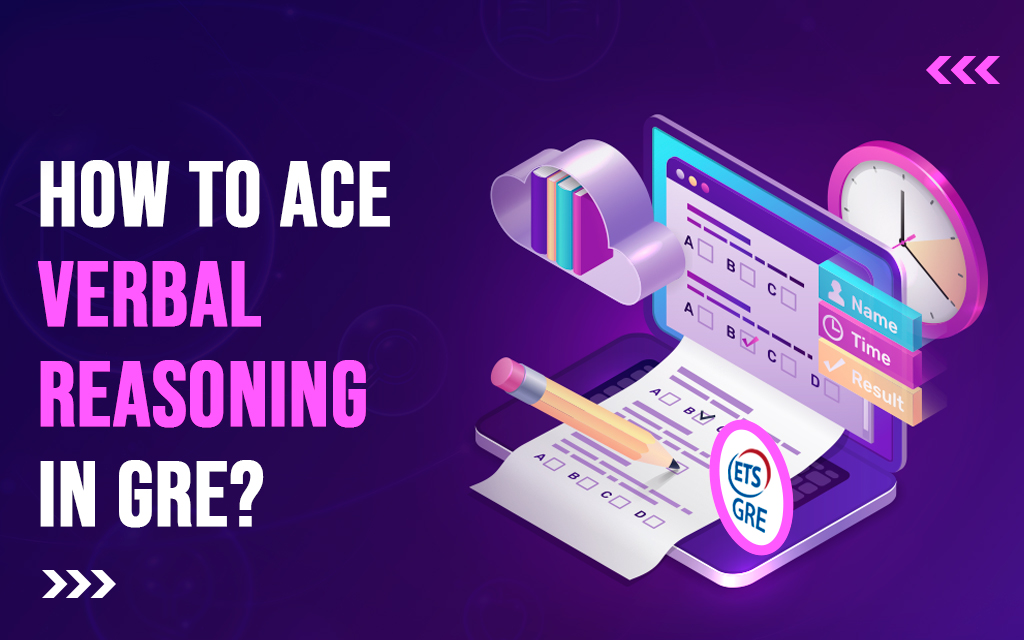 HOW TO ACE
VERBAL
REASONING
IN GRE?
A
B
C
A
B
C
D
Name
Time
Result
A
B
C
A
B
C
D
ETS
GRE